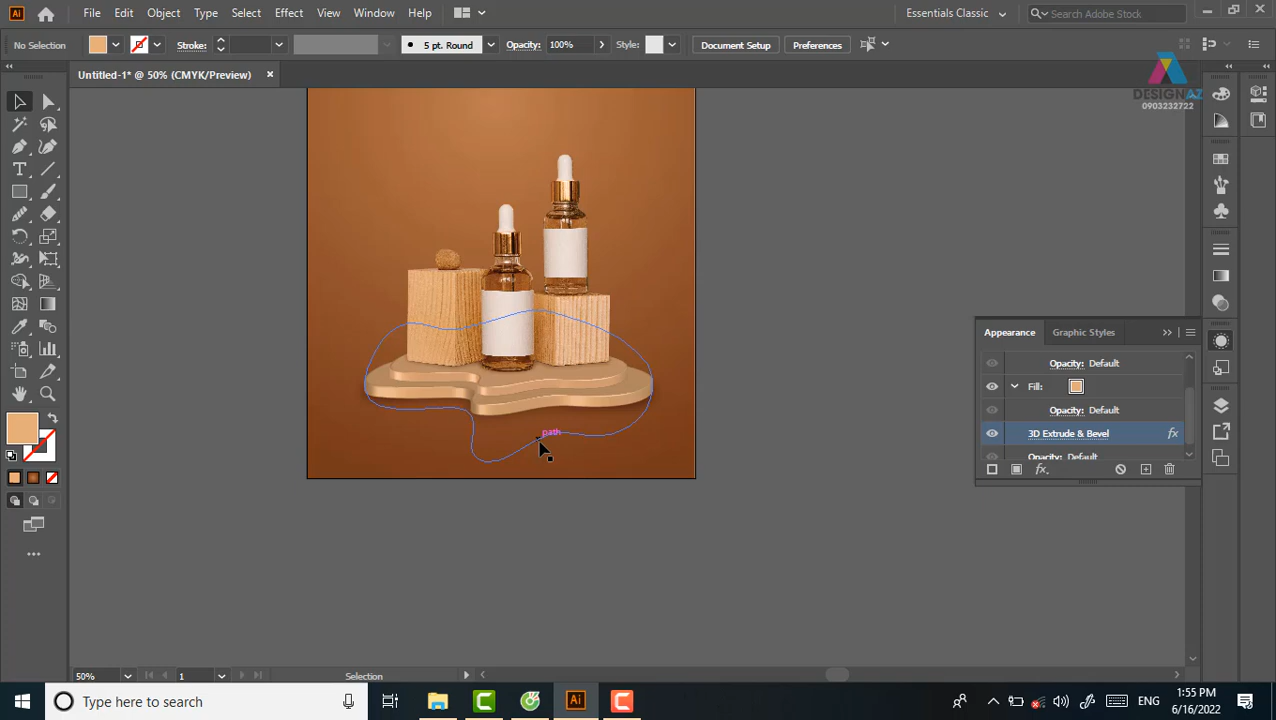 Ai File Edit Object Type Select Effect View Window Help Essentials Classic Search Adobe Stock
No Selection Stroke: 5 pt. Round Opacity: 100% Style: Document Setup Preferences
Untitled-1* @ 50% (CMYK/Preview)
DESIGNAZ
0903232722
Appearance Graphic Styles
Opacity: Default
Fill:
Opacity: Default
3D Extrude & Bevel fx
Opacity: Default
fx
path
50% 1 Selection
Type here to search Ai ENG 1:55 PM
6/16/2022